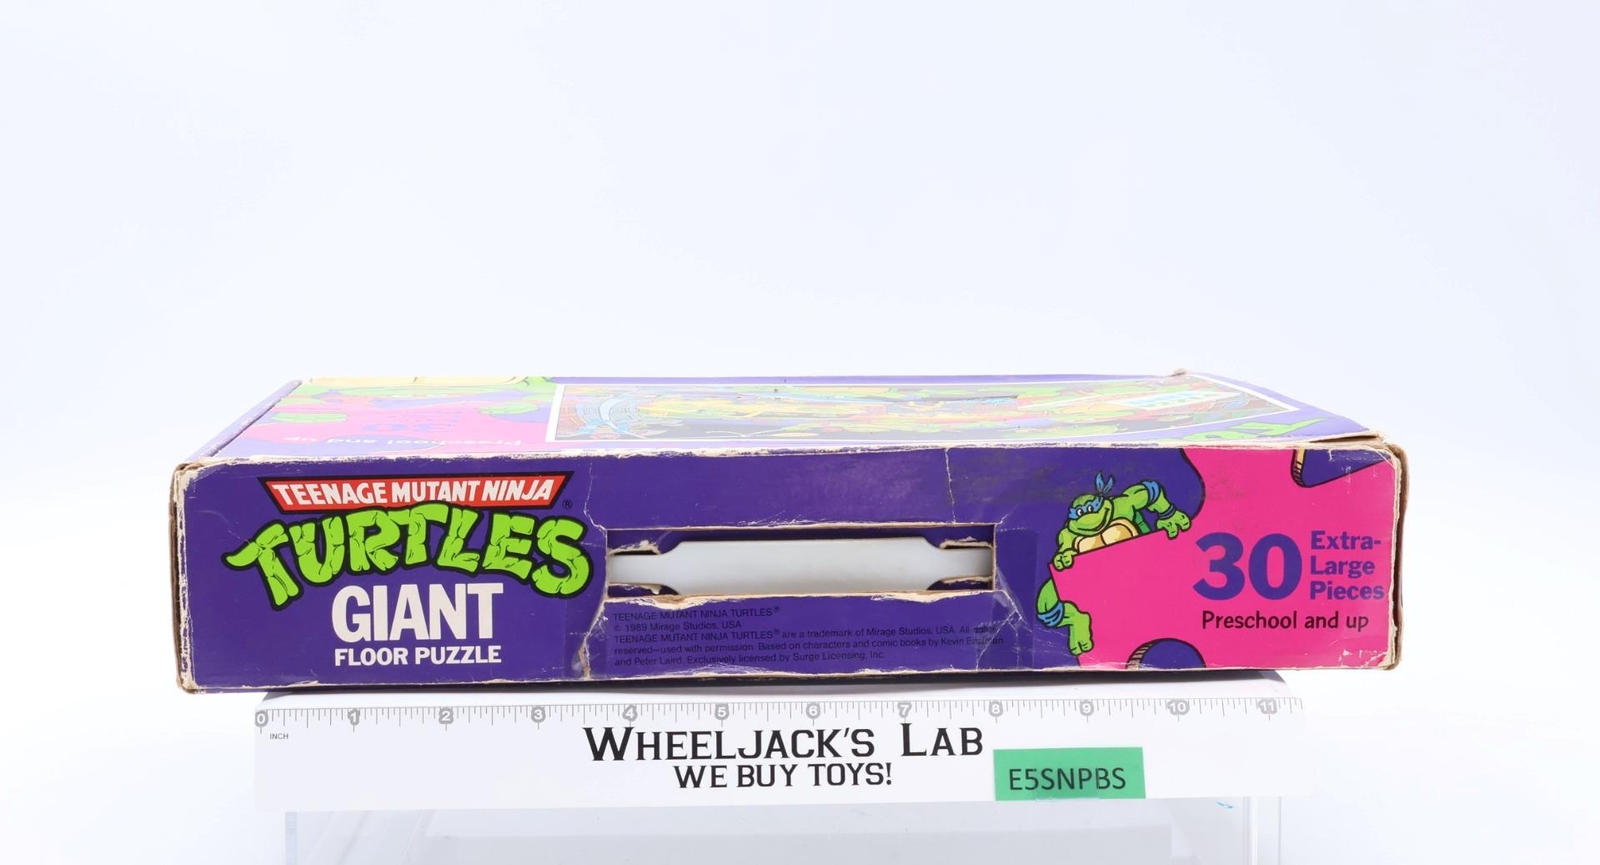 Preschool and up
TEENAGE MUTANT NINJA
TURTLES®
GIANT
FLOOR PUZZLE
TEENAGE MUTANT NINJA TURTLES®
© 1989 Mirage Studios, USA
TEENAGE MUTANT NINJA TURTLES® are a trademark of Mirage Studios, USA. All
reserved—used with permission. Based on characters and comic books by Kevin Eastman
and Peter Laird. Exclusively licensed by Surge Licensing, Inc.
30 Extra-
Large
Pieces
Preschool and up
0 1 2 3 4 5 6 7 8 9 10 11
INCH
WHEELJACK'S LAB
WE BUY TOYS!
E5SNPBS